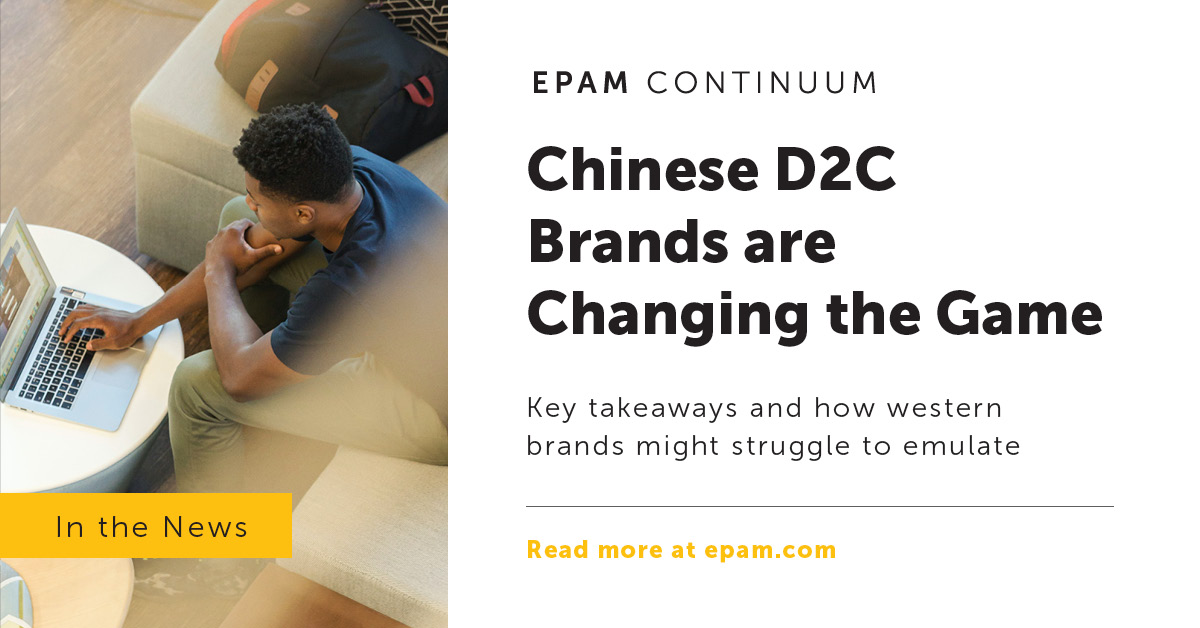 EPAM CONTINUUM
Chinese D2C
Brands are
Changing the Game
Key takeaways and how western
brands might struggle to emulate
Read more at epam.com
In the News